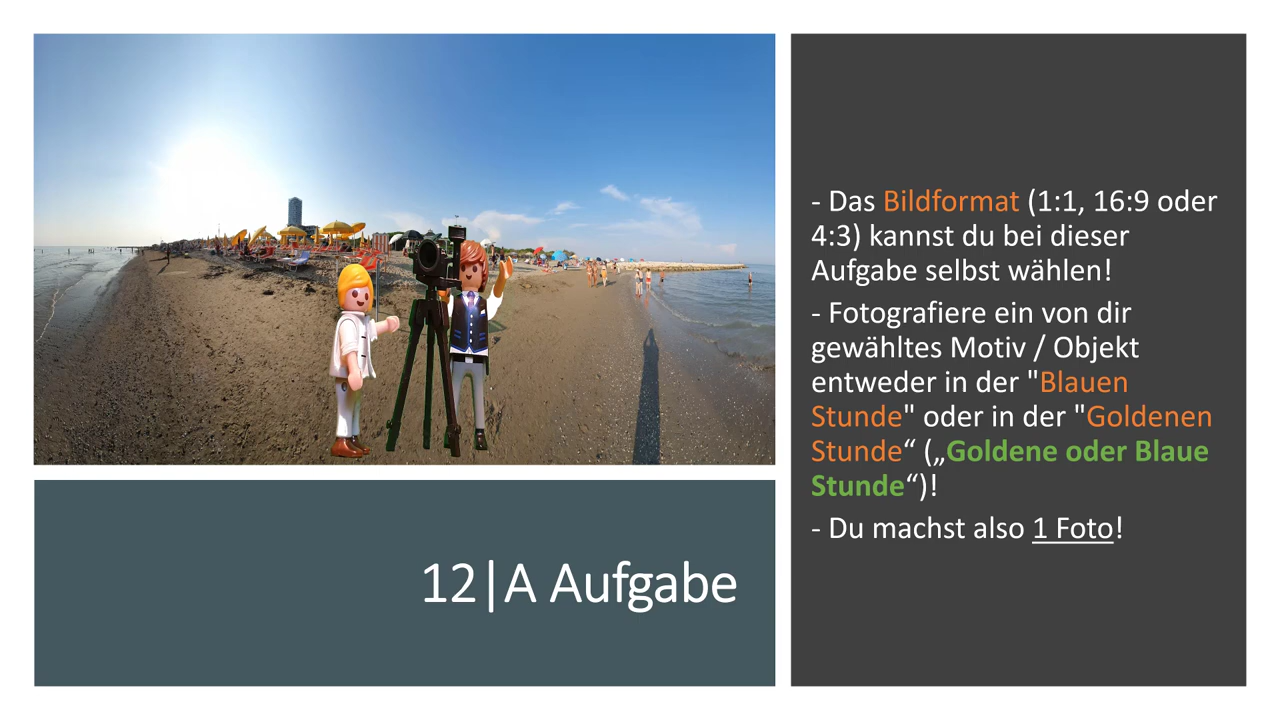 - Das Bildformat (1:1, 16:9 oder
4:3) kannst du bei dieser
Aufgabe selbst wählen!
- Fotografiere ein von dir
gewähltes Motiv / Objekt
entweder in der "Blauen
Stunde" oder in der "Goldenen
Stunde“ („Goldene oder Blaue
Stunde“)!
- Du machst also 1 Foto!
12|A Aufgabe